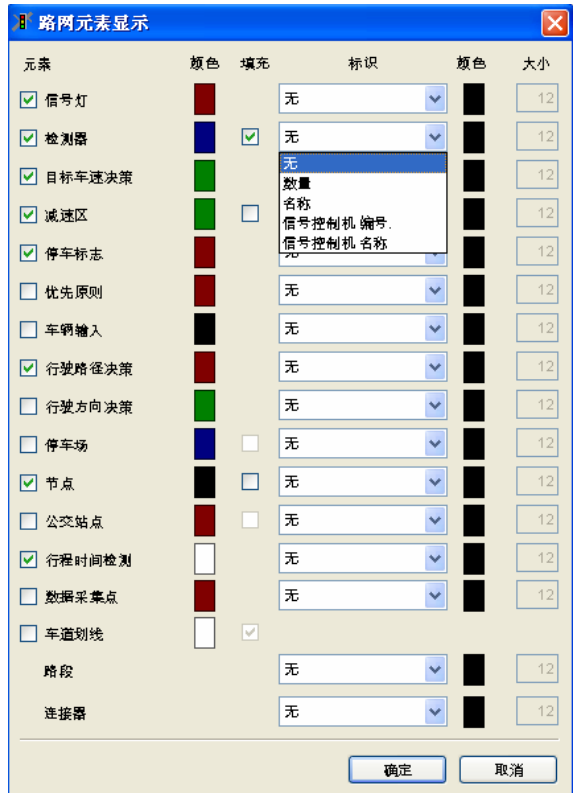 路网元素显示
元素 颜色 填充 标识 颜色 大小
信号灯 无 12
检测器 无 12
无
数量
名称
信号控制机 编号.
信号控制机 名称
目标车速决策 12
减速区 12
停车标志 12
优先原则 无 12
车辆输入 无 12
行驶路径决策 无 12
行驶方向决策 无 12
停车场 无 12
节点 无 12
公交站点 无 12
行程时间检测 无 12
数据采集点 无 12
车道划线
路段 无 12
连接器 无 12
确定 取消